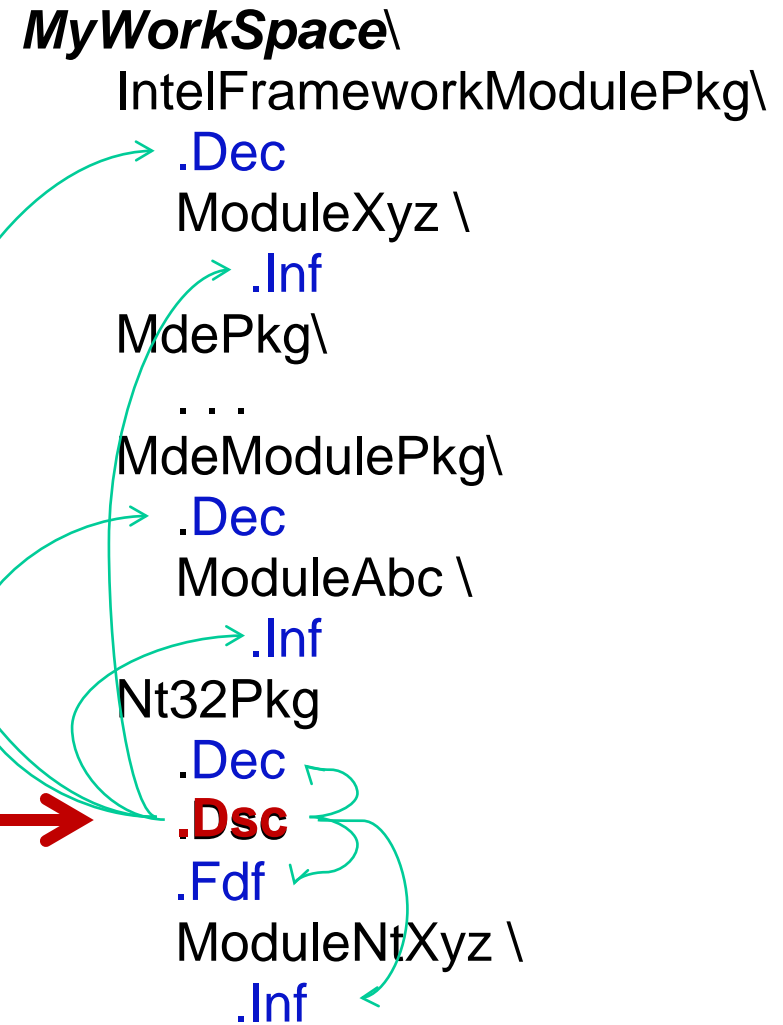 MyWorkSpace\
IntelFrameworkModulePkg\
.Dec
ModuleXyz \
.Inf
MdePkg\
. . .
MdeModulePkg\
.Dec
ModuleAbc \
.Inf
Nt32Pkg
.Dec
.Dsc
.Fdf
ModuleNtXyz \
.Inf